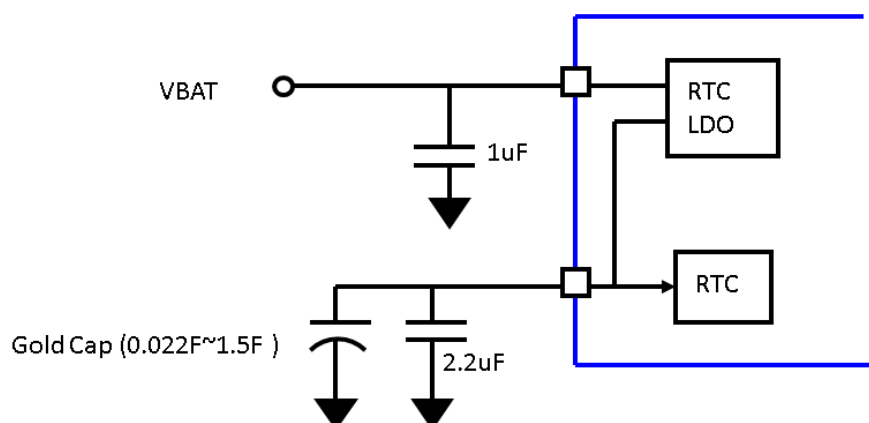 VBAT
RTC
LDO
1uF
RTC
Gold Cap (0.022F~1.5F )
2.2uF